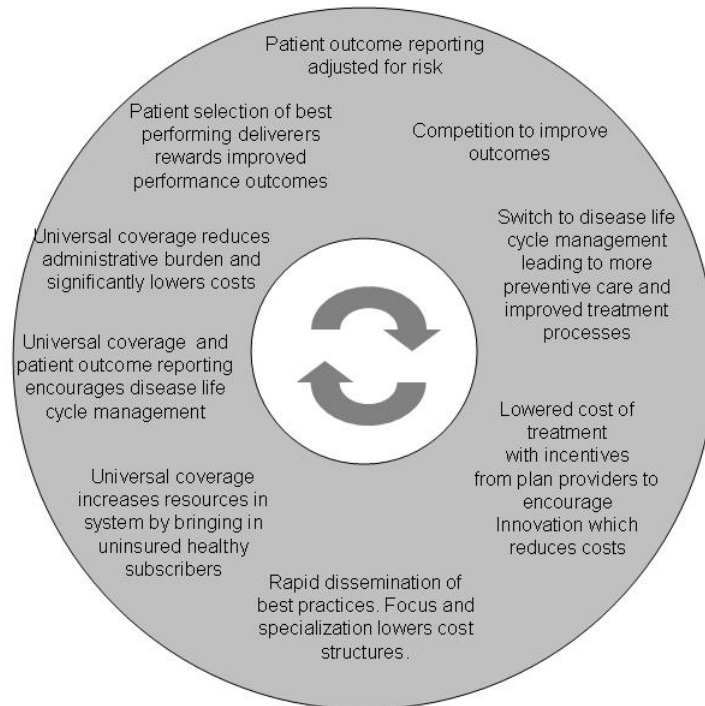 Patient outcome reporting
adjusted for risk
Competition to improve
outcomes
Switch to disease life
cycle management
leading to more
preventive care and
improved treatment
processes
Lowered cost of
treatment
with incentives
from plan providers to
encourage
Innovation which
reduces costs
Rapid dissemination of
best practices. Focus and
specialization lowers cost
structures.
Universal coverage
increases resources in
system by bringing in
uninsured healthy
subscribers
Universal coverage and
patient outcome reporting
encourages disease life
cycle management
Universal coverage reduces
administrative burden and
significantly lowers costs
Patient selection of best
performing deliverers
rewards improved
performance outcomes